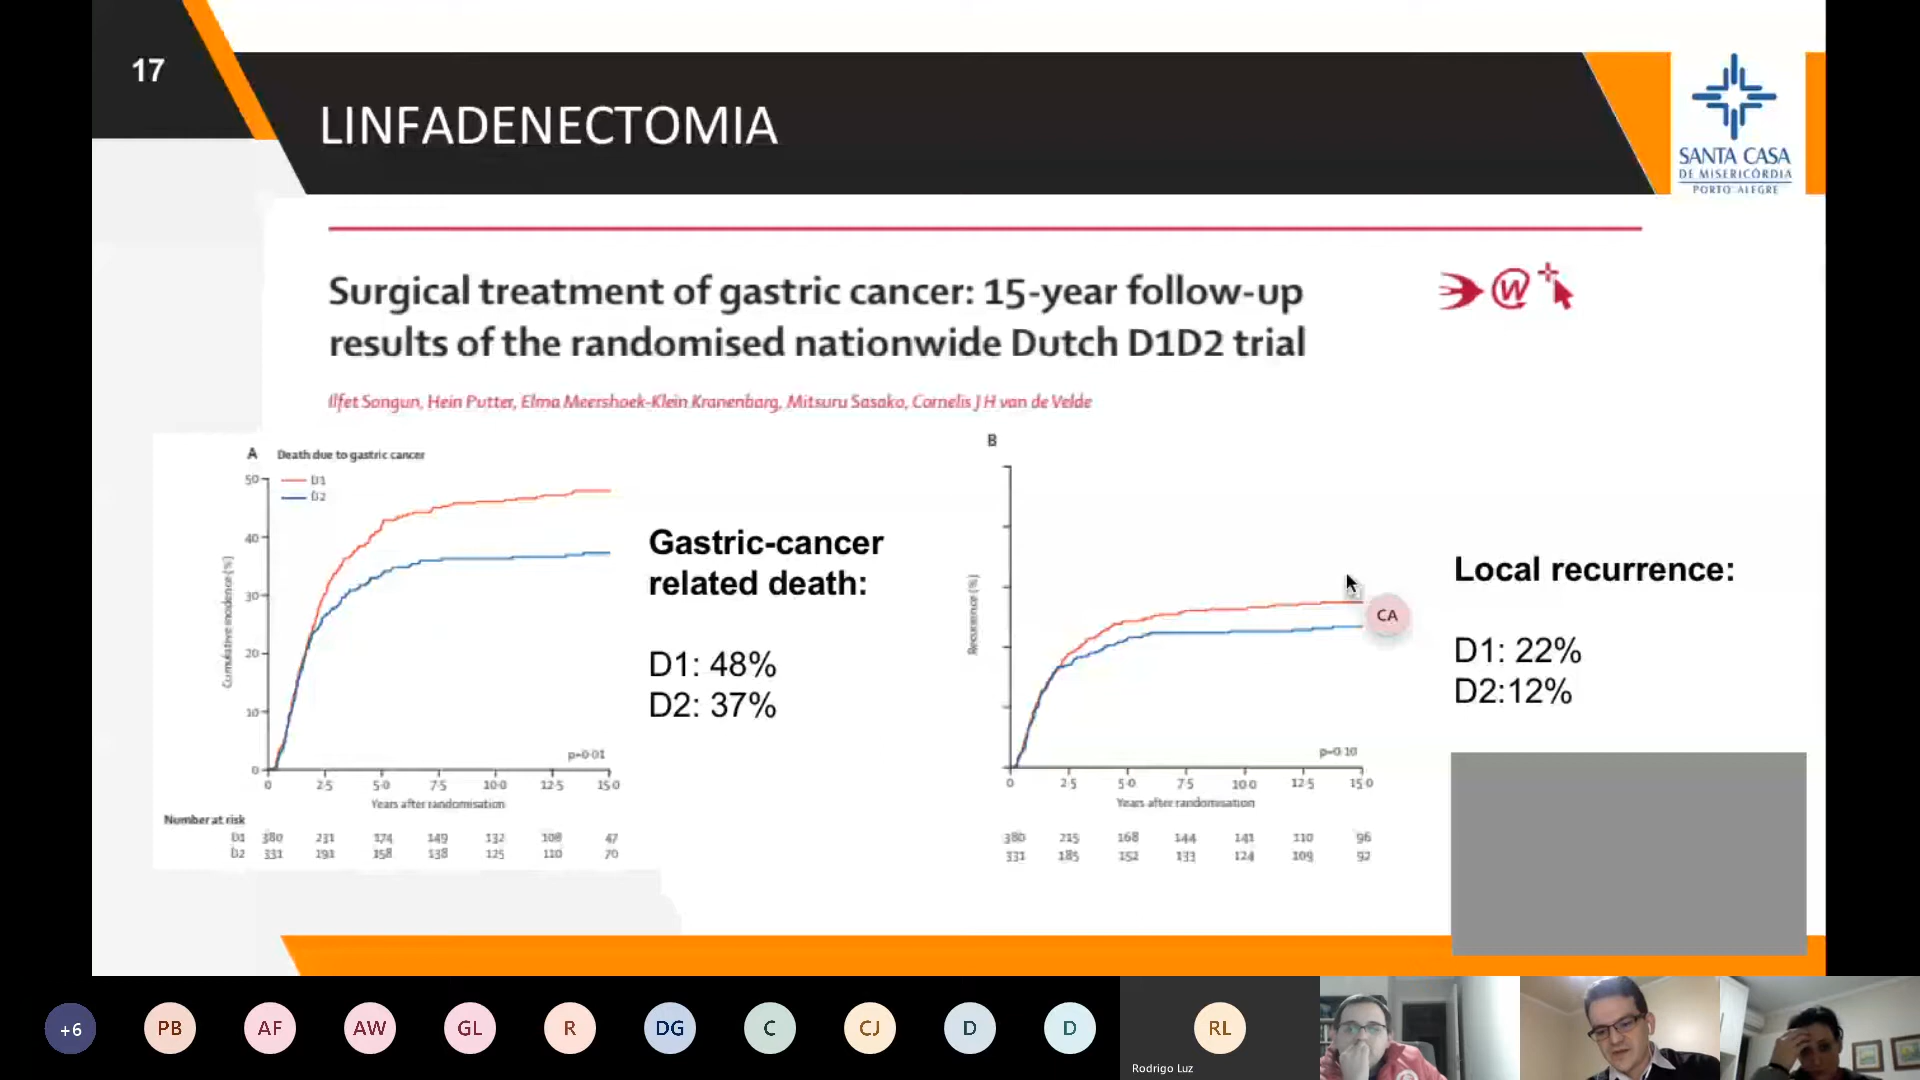 17
LINFADENECTOMIA
SANTA CASA
DE MISERICÓRDIA
PORTO ALEGRE
Surgical treatment of gastric cancer: 15-year follow-up
results of the randomised nationwide Dutch D1D2 trial
Ilfet Songun, Hein Putter, Elma Meershoek-Klein Kranenbarg, Mitsuru Sasako, Cornelis J H van de Velde
A Death due to gastric cancer
D1
D2
50
40
30
20
10
0
Cumulative incidence (%)
p=0·01
0 2·5 5·0 7·5 10·0 12·5 15·0
Years after randomisation
Number at risk
D1 380 231 174 149 132 108 47
D2 331 191 158 138 125 110 70
Gastric-cancer
related death:
D1: 48%
D2: 37%
B
Recurrence (%)
p=0·10
0 2·5 5·0 7·5 10·0 12·5 15·0
Years after randomisation
380 215 168 144 141 110 96
331 185 152 133 124 109 92
CA
Local recurrence:
D1: 22%
D2:12%
+6 PB AF AW GL R DG C CJ D D RL
Rodrigo Luz